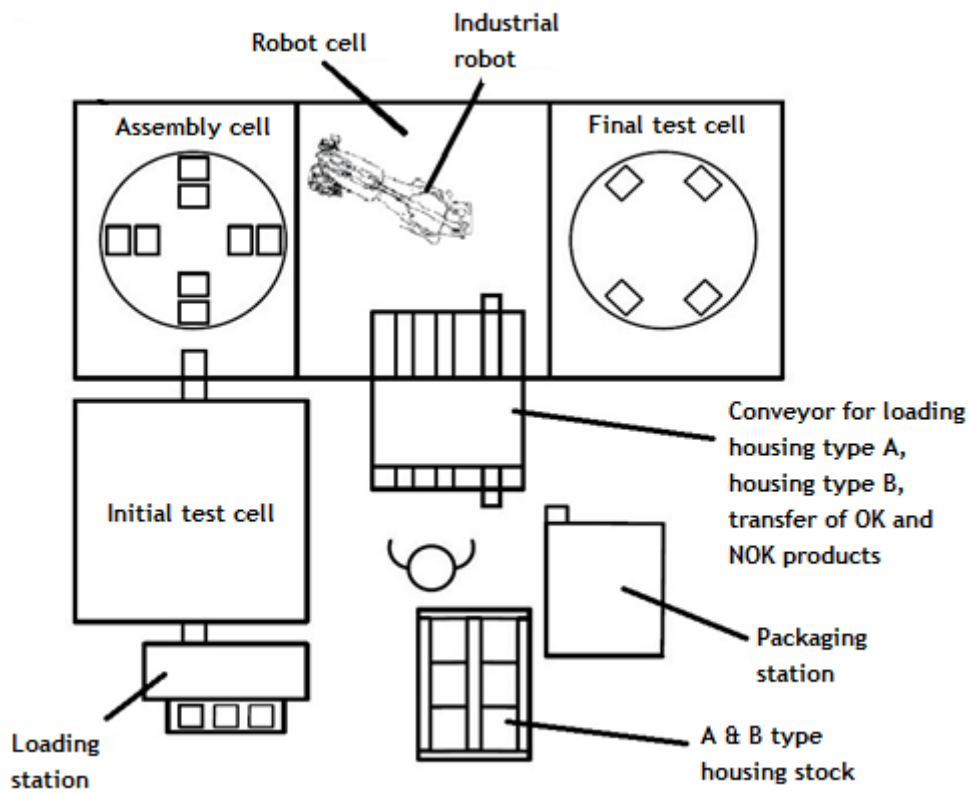 Industrial
robot
Robot cell
Assembly cell
Final test cell
Conveyor for loading
housing type A,
housing type B,
transfer of OK and
NOK products
Initial test cell
Packaging
station
Loading
station
A & B type
housing stock